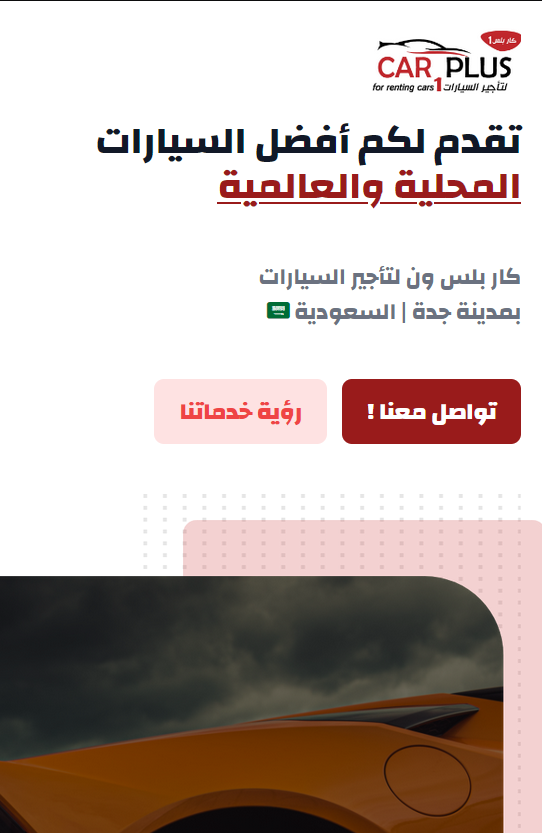 كار بلس 1
CAR PLUS
for renting cars 1 لتأجير السيارات
تقدم لكم أفضل السيارات
المحلية والعالمية
كار بلس ون لتأجير السيارات
بمدينة جدة | السعودية 🇸🇦
تواصل معنا !
رؤية خدماتنا